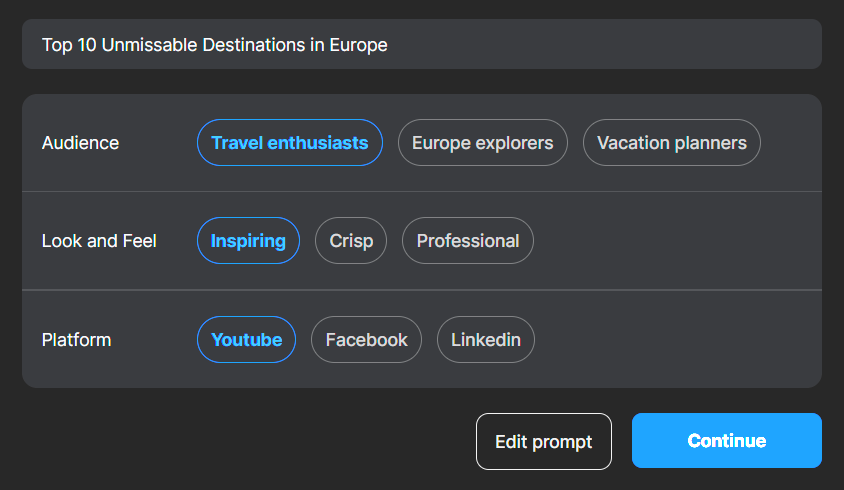 Top 10 Unmissable Destinations in Europe
Audience Travel enthusiasts Europe explorers Vacation planners
Look and Feel Inspiring Crisp Professional
Platform Youtube Facebook Linkedin
Edit prompt Continue